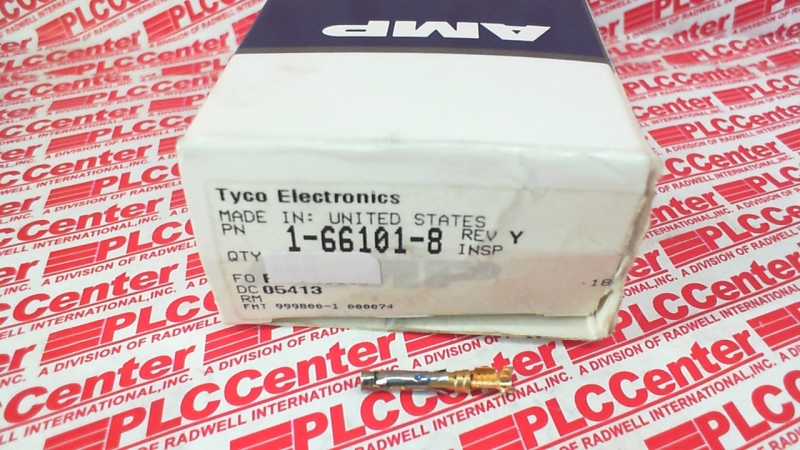 AMP
Tyco Electronics
MADE IN: UNITED STATES
PN 1-66101-8 REV Y
QTY INSP
AMP
FO
DC 05413
RM
FMT 999800-1 000074
PLCCenter
A DIVISION OF RADWELL INTERNATIONAL, INC.